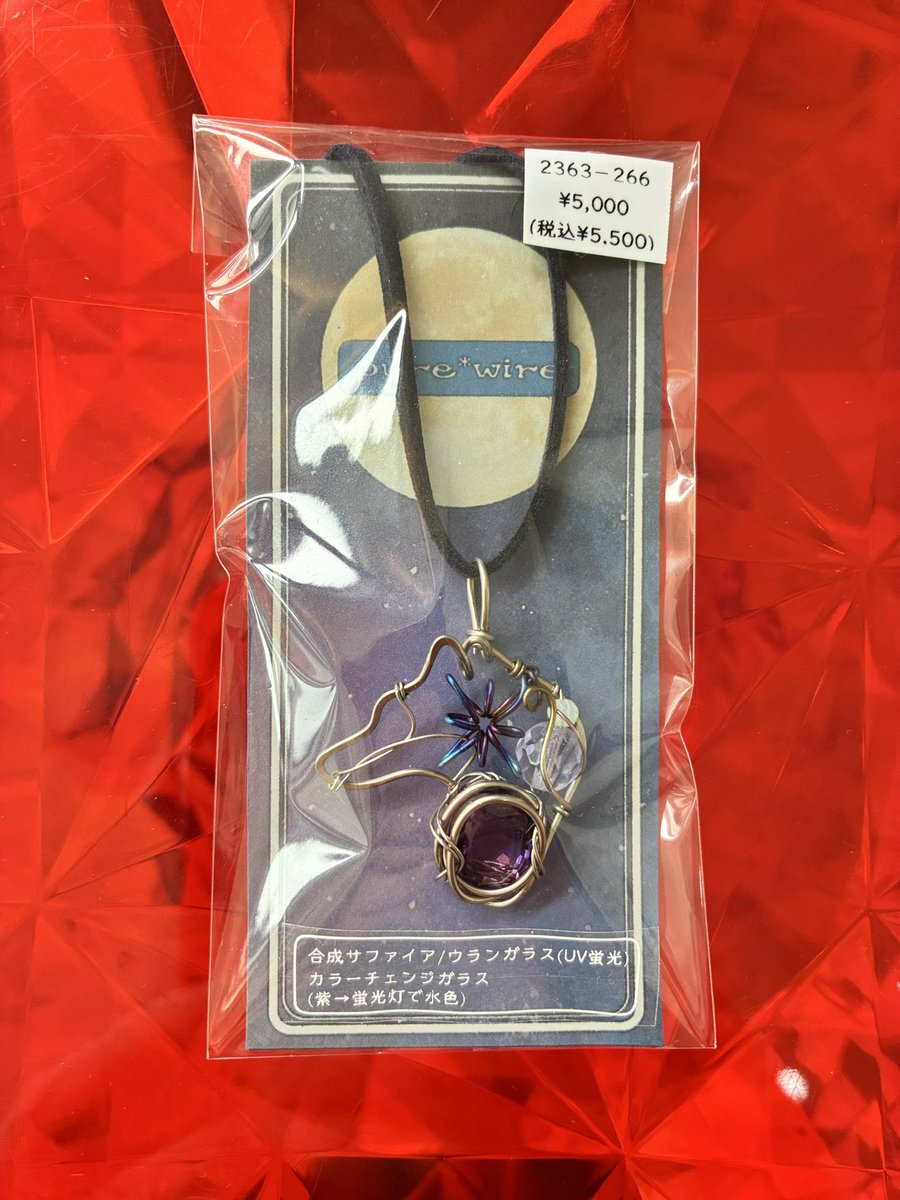 2363-266
¥5,000
(税込¥5.500)
pure*wire
合成サファイア/ウランガラス(UV蛍光)
カラーチェンジガラス
(紫→蛍光灯で水色)